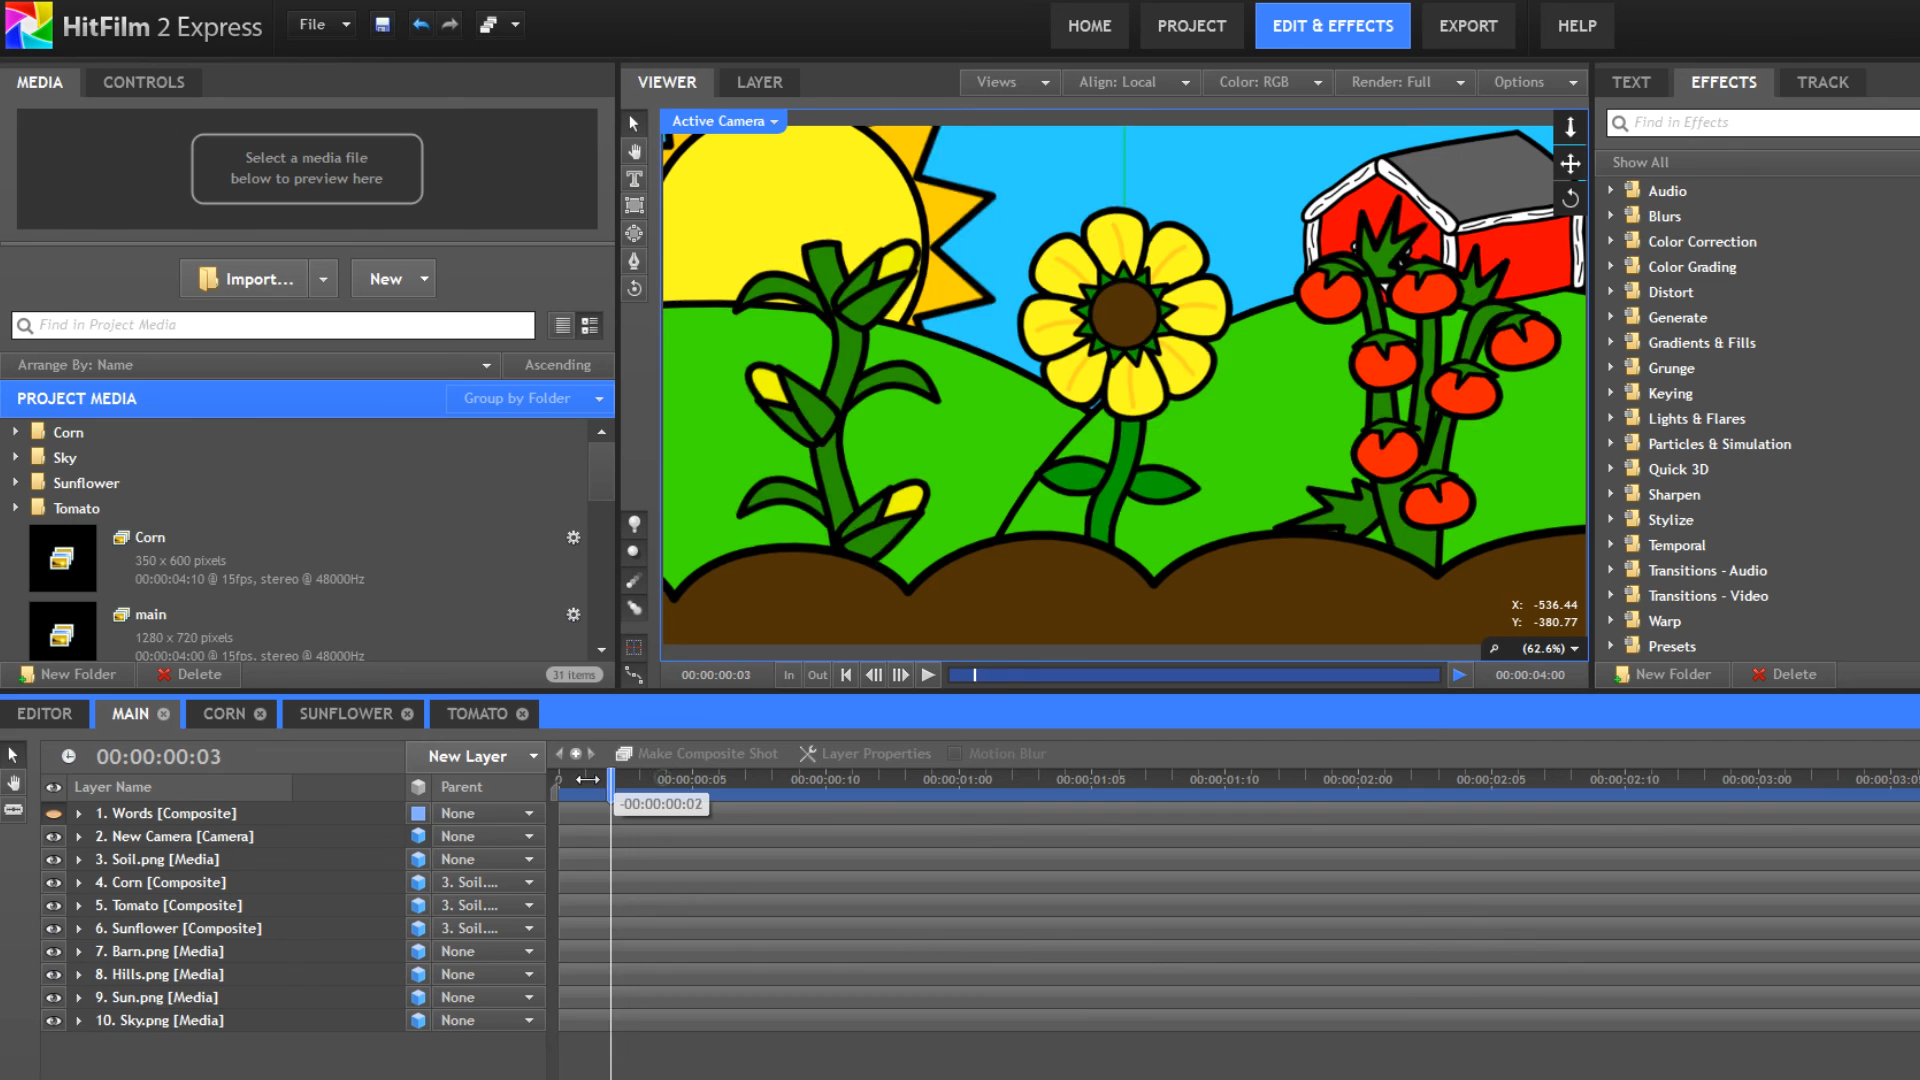 HitFilm 2 Express
File
HOME
PROJECT
EDIT & EFFECTS
EXPORT
HELP
MEDIA
CONTROLS
VIEWER
LAYER
Views
Align: Local
Color: RGB
Render: Full
Options
TEXT
EFFECTS
TRACK
Select a media file
below to preview here
Active Camera
Find in Effects
Show All
Audio
Blurs
Color Correction
Color Grading
Distort
Generate
Gradients & Fills
Grunge
Keying
Lights & Flares
Particles & Simulation
Quick 3D
Sharpen
Stylize
Temporal
Transitions - Audio
Transitions - Video
Warp
Presets
New Folder
Delete
Import...
New
Find in Project Media
Arrange By: Name
Ascending
PROJECT MEDIA
Group by Folder
Corn
Sky
Sunflower
Tomato
Corn
350 x 600 pixels
00:00:04:10 @ 15fps, stereo @ 48000Hz
main
1280 x 720 pixels
00:00:04:00 @ 15fps, stereo @ 48000Hz
New Folder
Delete
31 items
X: -536.44
Y: -380.77
(62.6%)
00:00:00:03
In
Out
00:00:04:00
EDITOR
MAIN
CORN
SUNFLOWER
TOMATO
00:00:00:03
New Layer
Make Composite Shot
Layer Properties
Motion Blur
Layer Name
Parent
0
00:00:00:05
00:00:00:10
00:00:01:00
00:00:01:05
00:00:01:10
00:00:02:00
00:00:02:05
00:00:02:10
00:00:03:00
00:00:03:0
-00:00:00:02
1. Words [Composite]
None
2. New Camera [Camera]
None
3. Soil.png [Media]
None
4. Corn [Composite]
3. Soil....
5. Tomato [Composite]
3. Soil....
6. Sunflower [Composite]
3. Soil....
7. Barn.png [Media]
None
8. Hills.png [Media]
None
9. Sun.png [Media]
None
10. Sky.png [Media]
None